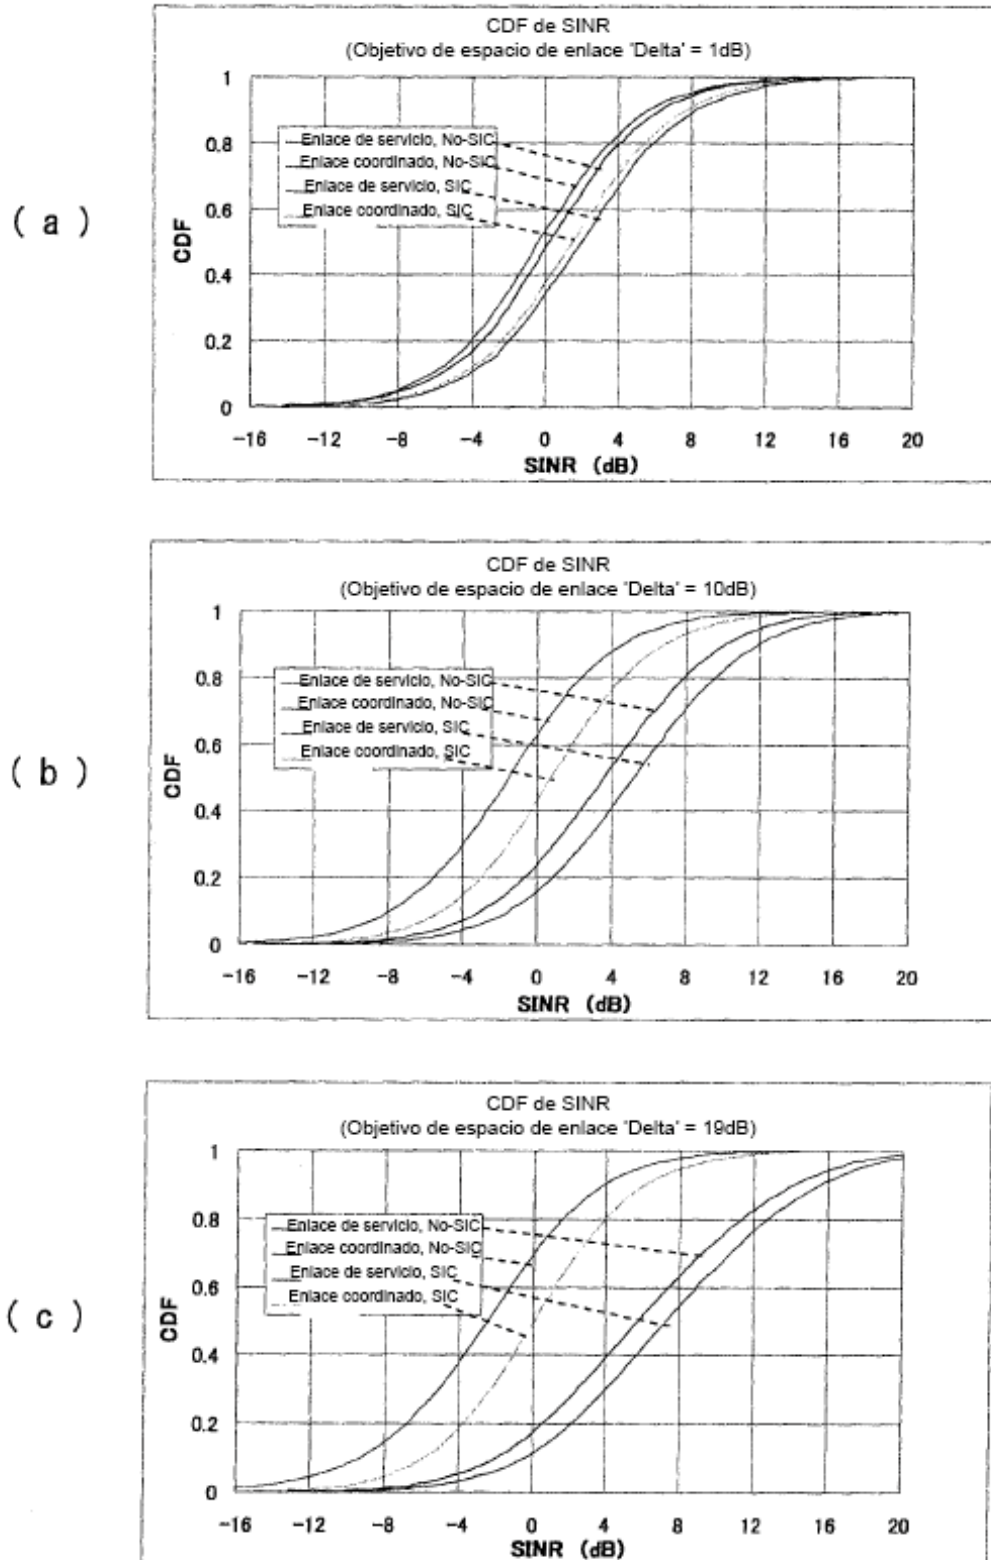 CDF de SINR
(Objetivo de espacio de enlace 'Delta' = 1dB)
1
0.8
0.6
0.4
0.2
0
Enlace de servicio, No-SIC
Enlace coordinado, No-SIC
Enlace de servicio, SIC
Enlace coordinado, SIC
( a )
CDF
-16 -12 -8 -4 0 4 8 12 16 20
SINR (dB)
CDF de SINR
(Objetivo de espacio de enlace 'Delta' = 10dB)
1
0.8
0.6
0.4
0.2
0
Enlace de servicio, No-SIC
Enlace coordinado, No-SIC
Enlace de servicio, SIC
Enlace coordinado, SIC
( b )
CDF
-16 -12 -8 -4 0 4 8 12 16 20
SINR (dB)
CDF de SINR
(Objetivo de espacio de enlace 'Delta' = 19dB)
1
0.8
0.6
0.4
0.2
0
Enlace de servicio, No-SIC
Enlace coordinado, No-SIC
Enlace de servicio, SIC
Enlace coordinado, SIC
( c )
CDF
-16 -12 -8 -4 0 4 8 12 16 20
SINR (dB)